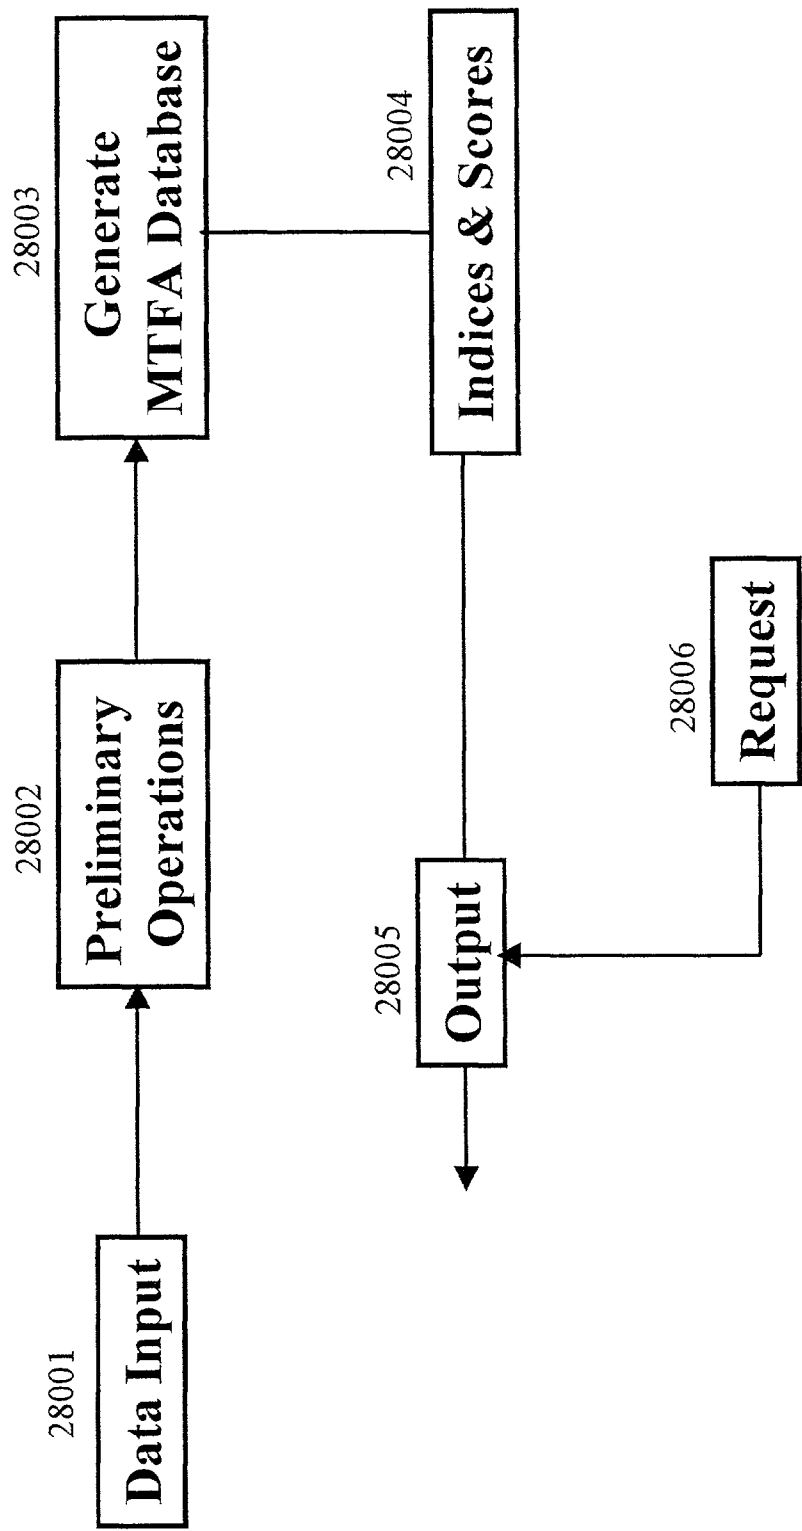 28001
Data Input
28002
Preliminary
Operations
28003
Generate
MTFA Database
28004
Indices & Scores
28005
Output
28006
Request